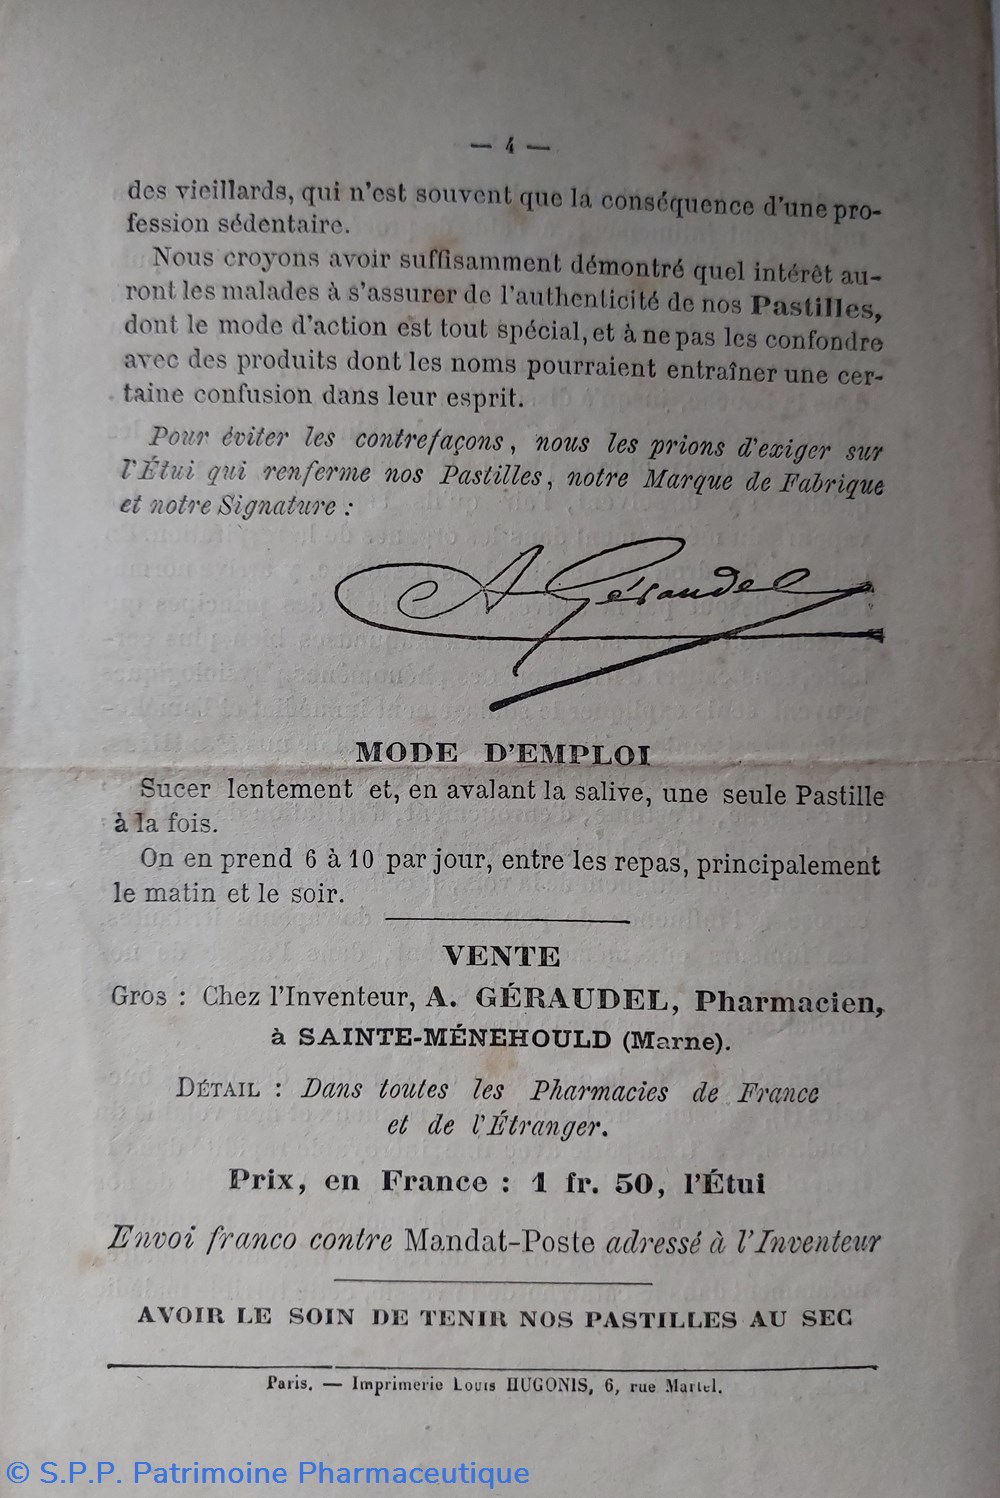 — 4 —
des vieillards, qui n'est souvent que la conséquence d'une pro-
fession sédentaire.
Nous croyons avoir suffisamment démontré quel intérêt au-
ront les malades à s'assurer de l'authenticité de nos Pastilles,
dont le mode d'action est tout spécial, et à ne pas les confondre
avec des produits dont les noms pourraient entraîner une cer-
taine confusion dans leur esprit.
Pour éviter les contrefaçons, nous les prions d'exiger sur
l'Étui qui renferme nos Pastilles, notre Marque de Fabrique
et notre Signature :
A Géraudel
MODE D'EMPLOI
Sucer lentement et, en avalant la salive, une seule Pastille
à la fois.
On en prend 6 à 10 par jour, entre les repas, principalement
le matin et le soir.
VENTE
Gros : Chez l'Inventeur, A. GÉRAUDEL, Pharmacien,
à SAINTE-MÉNEHOULD (Marne).
DÉTAIL : Dans toutes les Pharmacies de France
et de l'Étranger.
Prix, en France : 1 fr. 50, l'Étui
Envoi franco contre Mandat-Poste adressé à l'Inventeur
AVOIR LE SOIN DE TENIR NOS PASTILLES AU SEC
Paris. — Imprimerie Louis HUGONIS, 6, rue Martel.
© S.P.P. Patrimoine Pharmaceutique